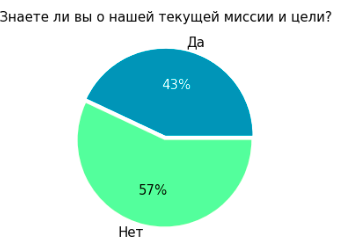 Знаете ли вы о нашей текущей миссии и цели?
Да
43%
57%
Нет